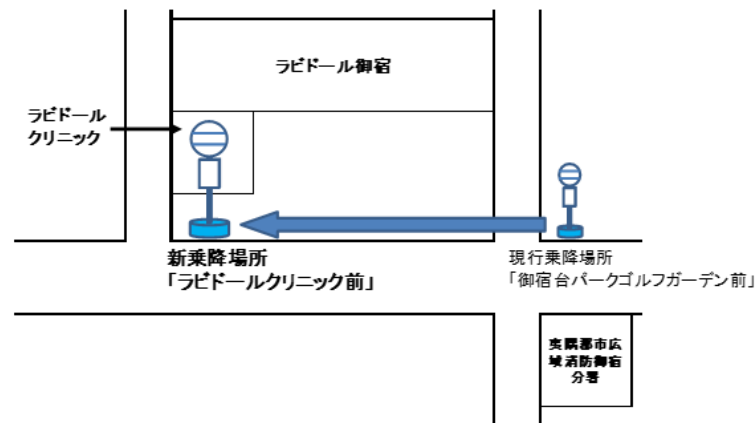 ラビドール御宿
ラビドール
クリニック
新乗降場所
「ラビドールクリニック前」
現行乗降場所
「御宿台パークゴルフガーデン前」
夷隅郡市広
域消防御宿
分署